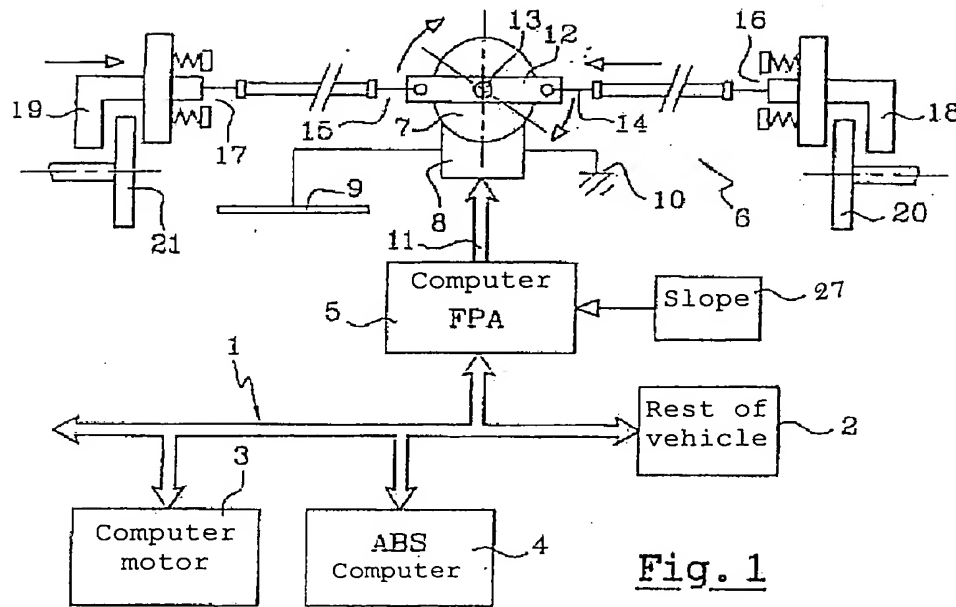 13
12
16
19
17
15
7
14
18
9
8
10
6
20
21
11
Computer
FPA
5
Slope
27
1
Rest of
vehicle
2
3
Computer
motor
ABS
Computer
4
Fig. 1